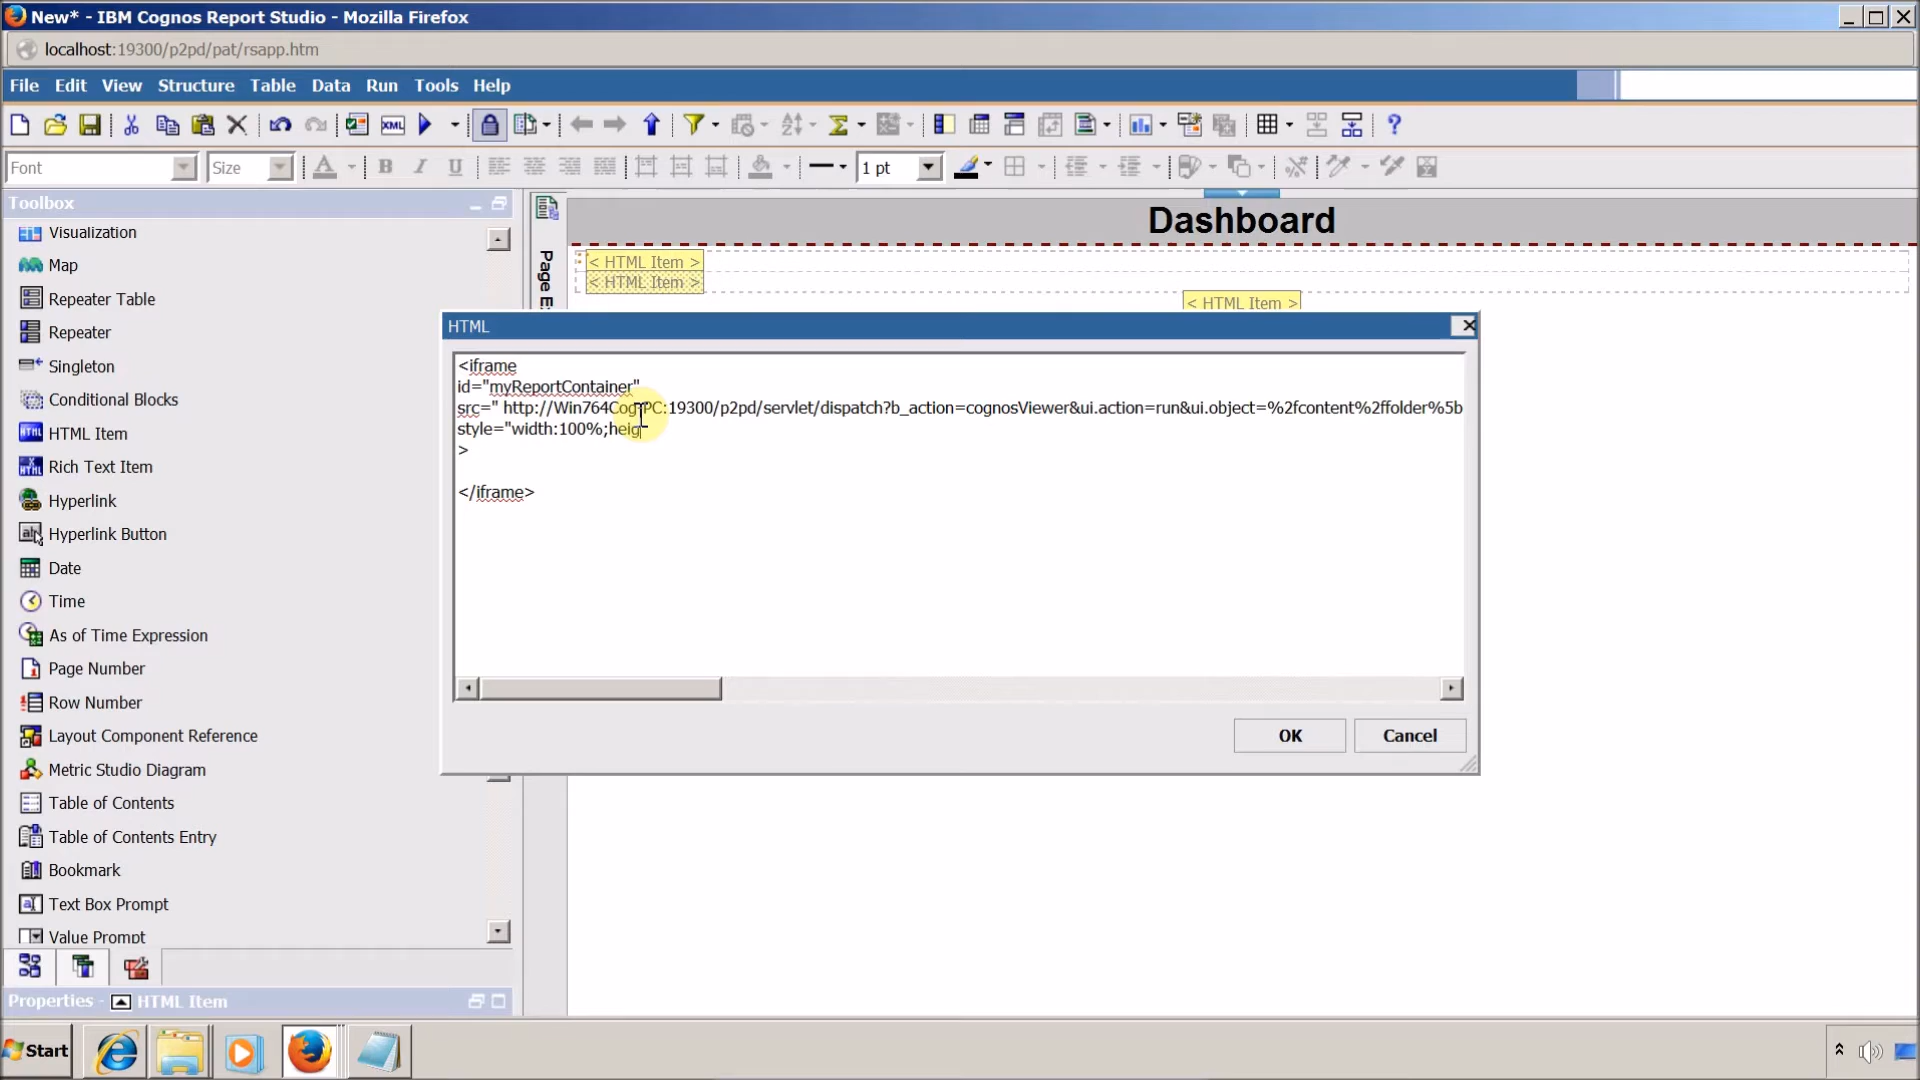 New* - IBM Cognos Report Studio - Mozilla Firefox
localhost:19300/p2pd/pat/rsapp.htm
File Edit View Structure Table Data Run Tools Help
XML
Font Size A B I U 1 pt
Toolbox
Visualization
Map
Repeater Table
Repeater
Singleton
Conditional Blocks
HTML Item
Rich Text Item
Hyperlink
Hyperlink Button
Date
Time
As of Time Expression
Page Number
Row Number
Layout Component Reference
Metric Studio Diagram
Table of Contents
Table of Contents Entry
Bookmark
Text Box Prompt
Value Prompt
Properties - HTML Item
Page E
Dashboard
< HTML Item >
< HTML Item >
< HTML Item >
HTML
<iframe
id="myReportContainer"
src=" http://Win764CogPC:19300/p2pd/servlet/dispatch?b_action=cognosViewer&ui.action=run&ui.object=%2fcontent%2ffolder%5b
style="width:100%;heig
>
</iframe>
OK Cancel
Start